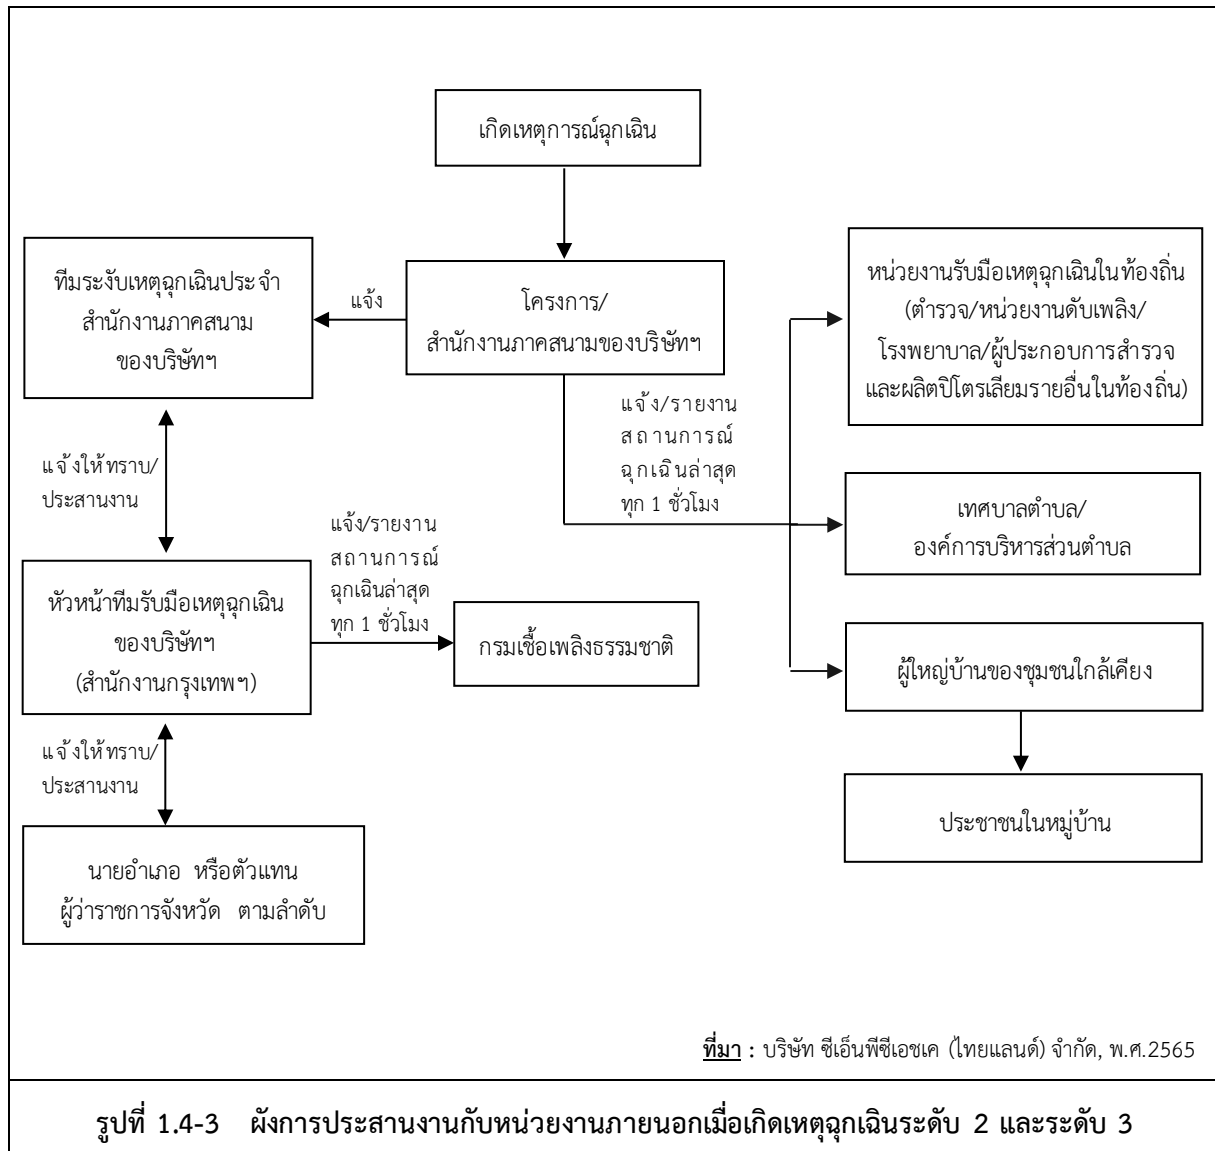 เกิดเหตุการณ์ฉุกเฉิน
ทีมระงับเหตุฉุกเฉินประจำ
สำนักงานภาคสนาม
ของบริษัทฯ
แจ้ง
โครงการ/
สำนักงานภาคสนามของบริษัทฯ
หน่วยงานรับมือเหตุฉุกเฉินในท้องถิ่น
(ตำรวจ/หน่วยงานดับเพลิง/
โรงพยาบาล/ผู้ประกอบการสำรวจ
และผลิตปิโตรเลียมรายอื่นในท้องถิ่น)
แจ้ง/รายงาน
สถานการณ์
ฉุกเฉินล่าสุด
ทุก 1 ชั่วโมง
แจ้งให้ทราบ/
ประสานงาน
เทศบาลตำบล/
องค์การบริหารส่วนตำบล
แจ้ง/รายงาน
สถานการณ์
ฉุกเฉินล่าสุด
ทุก 1 ชั่วโมง
หัวหน้าทีมรับมือเหตุฉุกเฉิน
ของบริษัทฯ
(สำนักงานกรุงเทพฯ)
กรมเชื้อเพลิงธรรมชาติ
ผู้ใหญ่บ้านของชุมชนใกล้เคียง
แจ้งให้ทราบ/
ประสานงาน
ประชาชนในหมู่บ้าน
นายอำเภอ หรือตัวแทน
ผู้ว่าราชการจังหวัด ตามลำดับ
ที่มา : บริษัท ซีเอ็นพีซีเอชเค (ไทยแลนด์) จำกัด, พ.ศ.2565
รูปที่ 1.4-3 ผังการประสานงานกับหน่วยงานภายนอกเมื่อเกิดเหตุฉุกเฉินระดับ 2 และระดับ 3